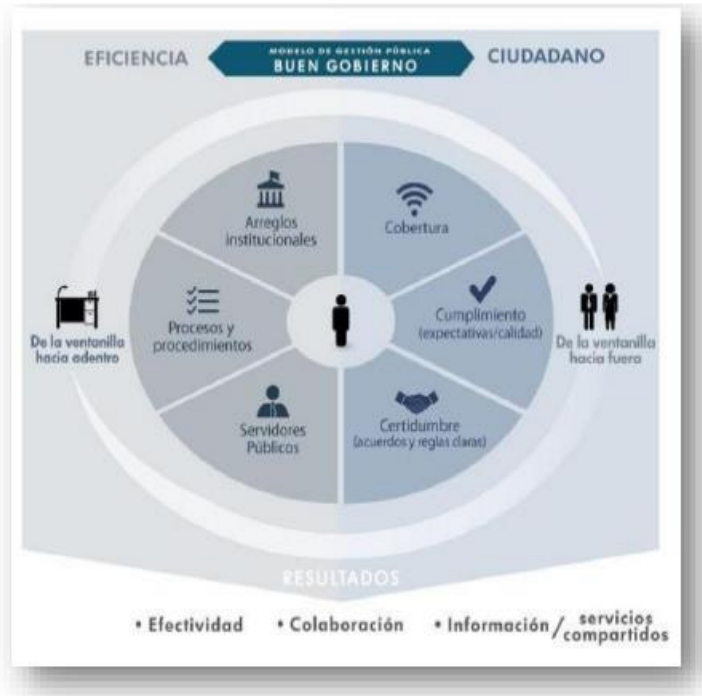 MODELO DE GESTIÓN PÚBLICA
EFICIENCIA
BUEN GOBIERNO
CIUDADANO
Arreglos
institucionales
Cobertura
Procesos y
procedimientos
Cumplimiento
(expectativas/calidad)
De la ventanilla
hacia adentro
De la ventanilla
hacia fuera
Servidores
Públicos
Certidumbre
(acuerdos y reglas claras)
RESULTADOS
• Efectividad
• Colaboración
• Información/
servicios
compartidos